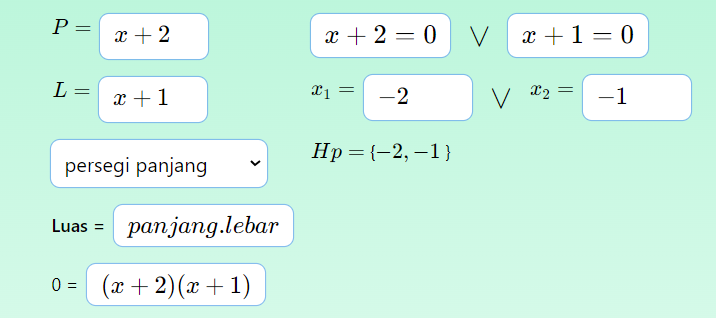 P = x + 2
L = x + 1
persegi panjang
Luas = panjang.lebar
0 = (x + 2)(x + 1)
x + 2 = 0 ∨ x + 1 = 0
x₁ = −2 ∨ x₂ = −1
Hp = {−2, −1}